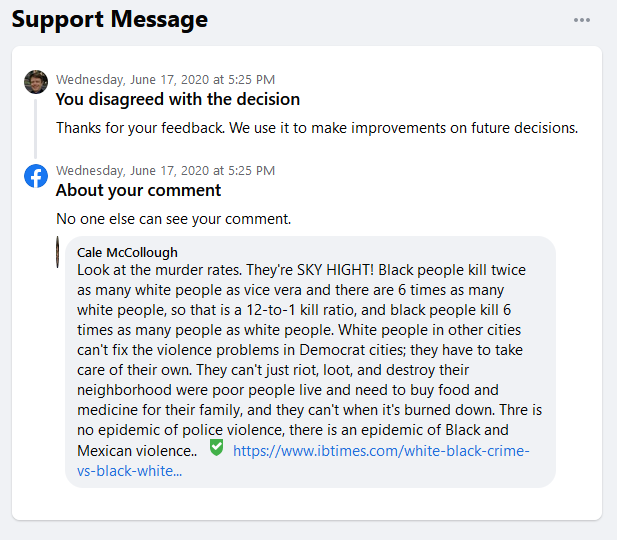 Support Message
Wednesday, June 17, 2020 at 5:25 PM
You disagreed with the decision
Thanks for your feedback. We use it to make improvements on future decisions.
Wednesday, June 17, 2020 at 5:25 PM
About your comment
No one else can see your comment.
Cale McCollough
Look at the murder rates. They're SKY HIGHT! Black people kill twice
as many white people as vice vera and there are 6 times as many
white people, so that is a 12-to-1 kill ratio, and black people kill 6
times as many people as white people. White people in other cities
can't fix the violence problems in Democrat cities; they have to take
care of their own. They can't just riot, loot, and destroy their
neighborhood were poor people live and need to buy food and
medicine for their family, and they can't when it's burned down. Thre is
no epidemic of police violence, there is an epidemic of Black and
Mexican violence.. https://www.ibtimes.com/white-black-crime-
vs-black-white...